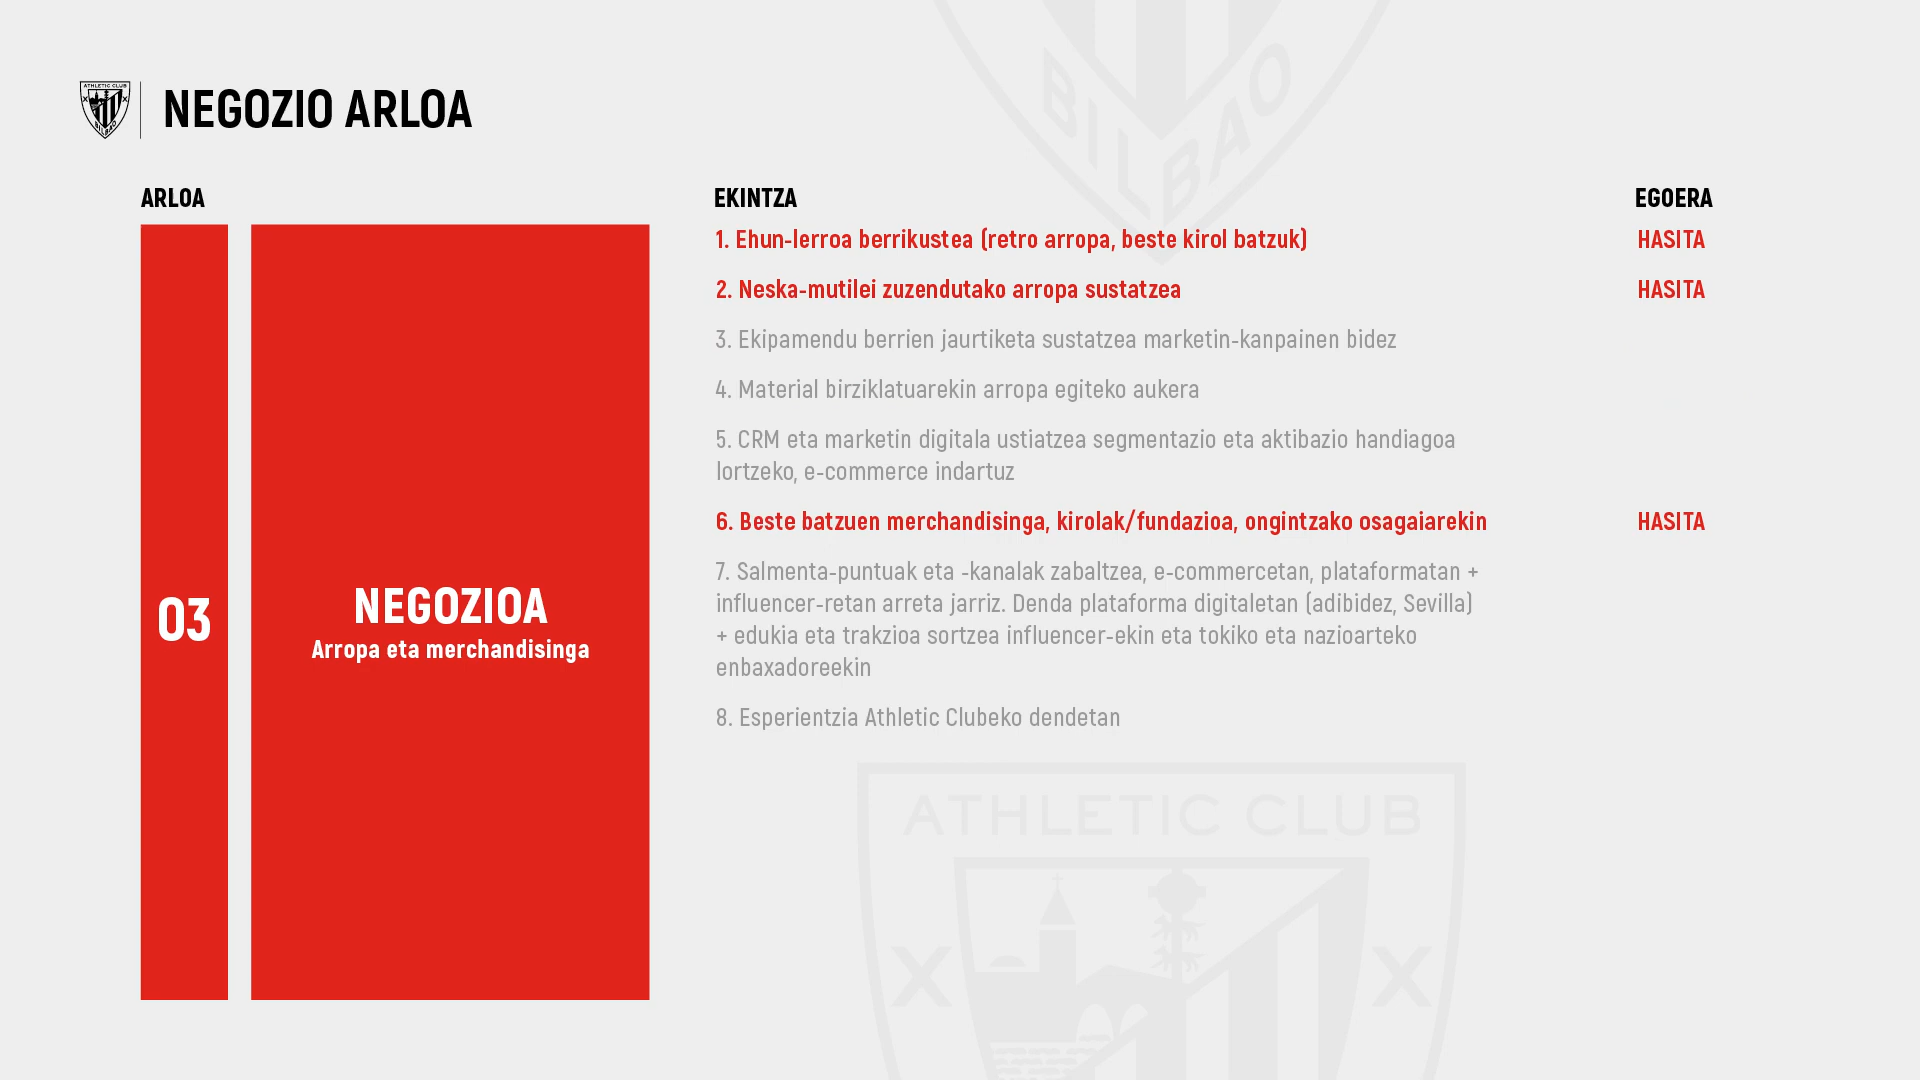 ATHLETIC CLUB
BILBAO
NEGOZIO ARLOA
BILBAO
ARLOA
EKINTZA
EGOERA
03
NEGOZIOA
Arropa eta merchandisinga
1. Ehun-lerroa berrikustea (retro arropa, beste kirol batzuk)
HASITA
2. Neska-mutilei zuzendutako arropa sustatzea
HASITA
3. Ekipamendu berrien jaurtiketa sustatzea marketin-kanpainen bidez
4. Material birziklatuarekin arropa egiteko aukera
5. CRM eta marketin digitala ustiatzea segmentazio eta aktibazio handiagoa
lortzeko, e-commerce indartuz
6. Beste batzuen merchandisinga, kirolak/fundazioa, ongintzako osagaiarekin
HASITA
7. Salmenta-puntuak eta -kanalak zabaltzea, e-commercetan, plataformatan +
influencer-retan arreta jarriz. Denda plataforma digitaletan (adibidez, Sevilla)
+ edukia eta trakzioa sortzea influencer-ekin eta tokiko eta nazioarteko
enbaxadoreekin
8. Esperientzia Athletic Clubeko dendetan
ATHLETIC CLUB